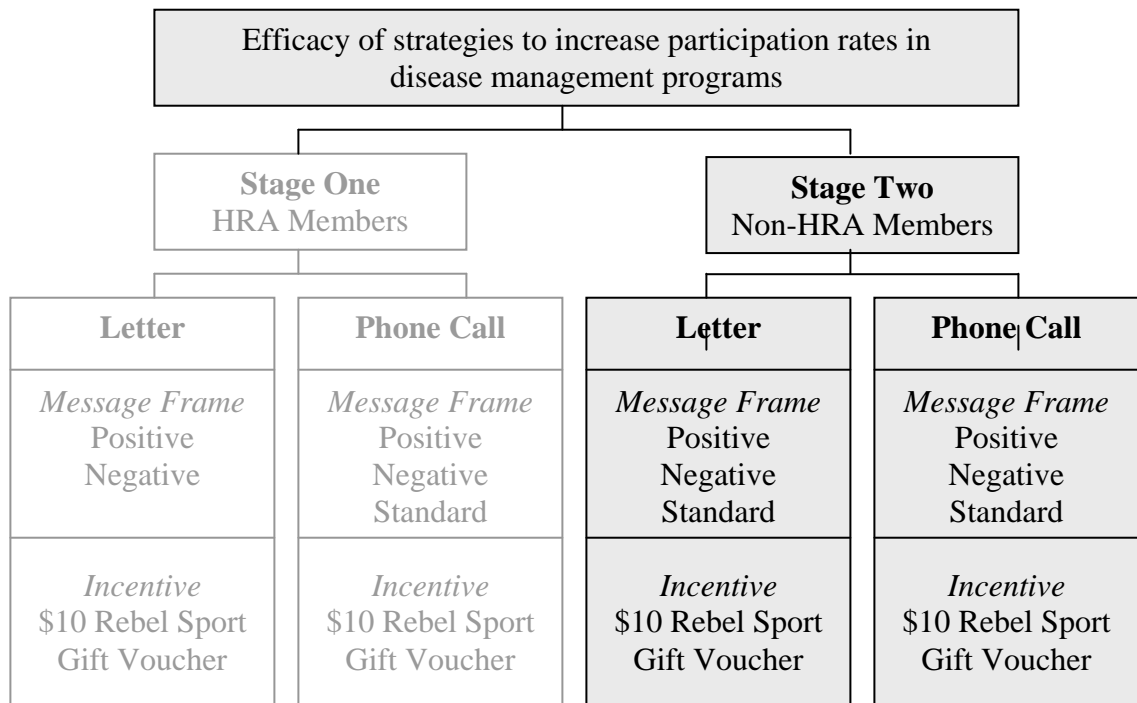 Efficacy of strategies to increase participation rates in
disease management programs
Stage One
HRA Members
Stage Two
Non-HRA Members
Letter
Message Frame
Positive
Negative
Incentive
$10 Rebel Sport
Gift Voucher
Phone Call
Message Frame
Positive
Negative
Standard
Incentive
$10 Rebel Sport
Gift Voucher
Letter
Message Frame
Positive
Negative
Standard
Incentive
$10 Rebel Sport
Gift Voucher
Phone Call
Message Frame
Positive
Negative
Standard
Incentive
$10 Rebel Sport
Gift Voucher